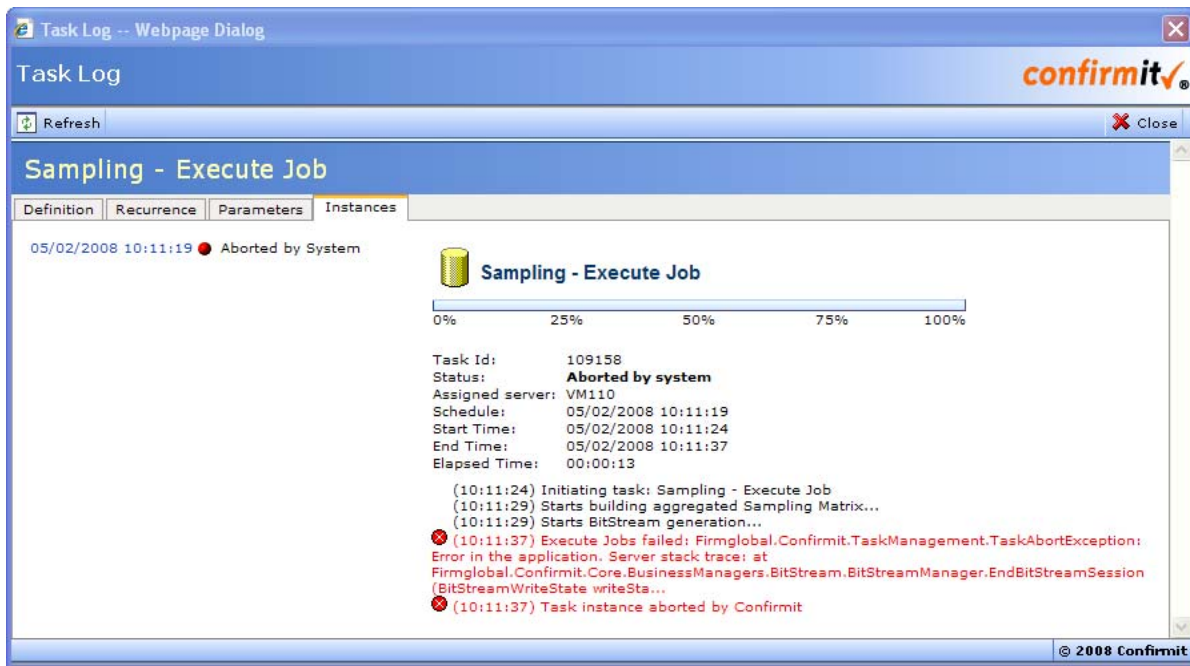 Task Log -- Webpage Dialog
Task Log
confirmit ®
Refresh
Close
Sampling - Execute Job
Definition Recurrence Parameters Instances
05/02/2008 10:11:19 Aborted by System
Sampling - Execute Job
0% 25% 50% 75% 100%
Task Id: 109158
Status: Aborted by system
Assigned server: VM110
Schedule: 05/02/2008 10:11:19
Start Time: 05/02/2008 10:11:24
End Time: 05/02/2008 10:11:37
Elapsed Time: 00:00:13
(10:11:24) Initiating task: Sampling - Execute Job
(10:11:29) Starts building aggregated Sampling Matrix...
(10:11:29) Starts BitStream generation...
(10:11:37) Execute Jobs failed: Firmglobal.Confirmit.TaskManagement.TaskAbortException:
Error in the application. Server stack trace: at
Firmglobal.Confirmit.Core.BusinessManagers.BitStream.BitStreamManager.EndBitStreamSession
(BitStreamWriteState writeSta...
(10:11:37) Task instance aborted by Confirmit
© 2008 Confirmit